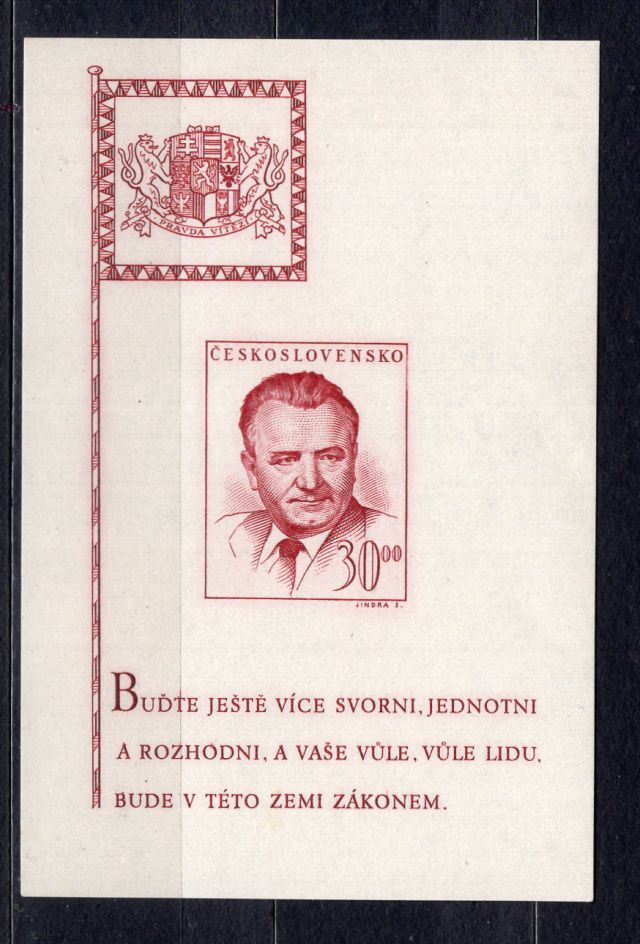 PRAVDA VÍTĚZÍ
ČESKOSLOVENSKO
30⁰⁰
JINDRA S.
BUĎTE JEŠTĚ VÍCE SVORNI, JEDNOTNI
A ROZHODNI, A VAŠE VŮLE, VŮLE LIDU,
BUDE V TÉTO ZEMI ZÁKONEM.